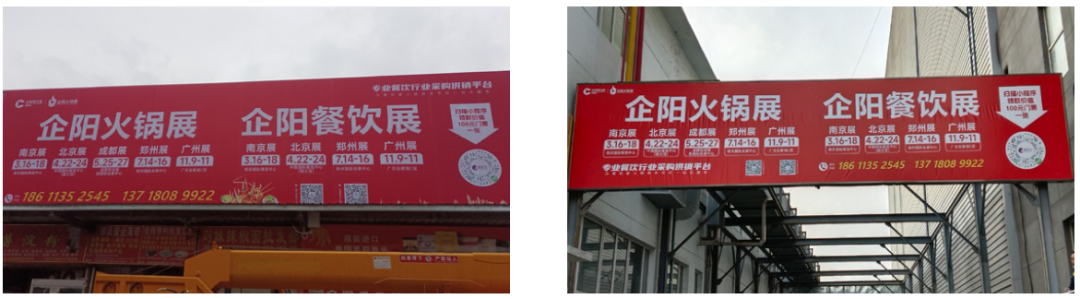 专业餐饮行业采购供销平台
企阳火锅展
企阳餐饮展
扫描小程序
领取价值
100元门票
一张
南京展 北京展 成都展 郑州展 广州展
3.16-18 4.22-24 5.25-27 7.14-16 11.9-11
南京展 北京展 郑州展 广州展
3.16-18 4.22-24 7.14-16 11.9-11
186 1135 2545 137 1808 9922
企阳火锅展
企阳餐饮展
扫描小程序
领取价值
100元门票
一张
南京展 北京展 成都展 郑州展 广州展
3.16-18 4.22-24 5.25-27 7.14-16 11.9-11
南京展 北京展 郑州展 广州展
3.16-18 4.22-24 7.14-16 11.9-11
专业餐饮行业采购供销平台
186 1135 2545 137 1808 9922